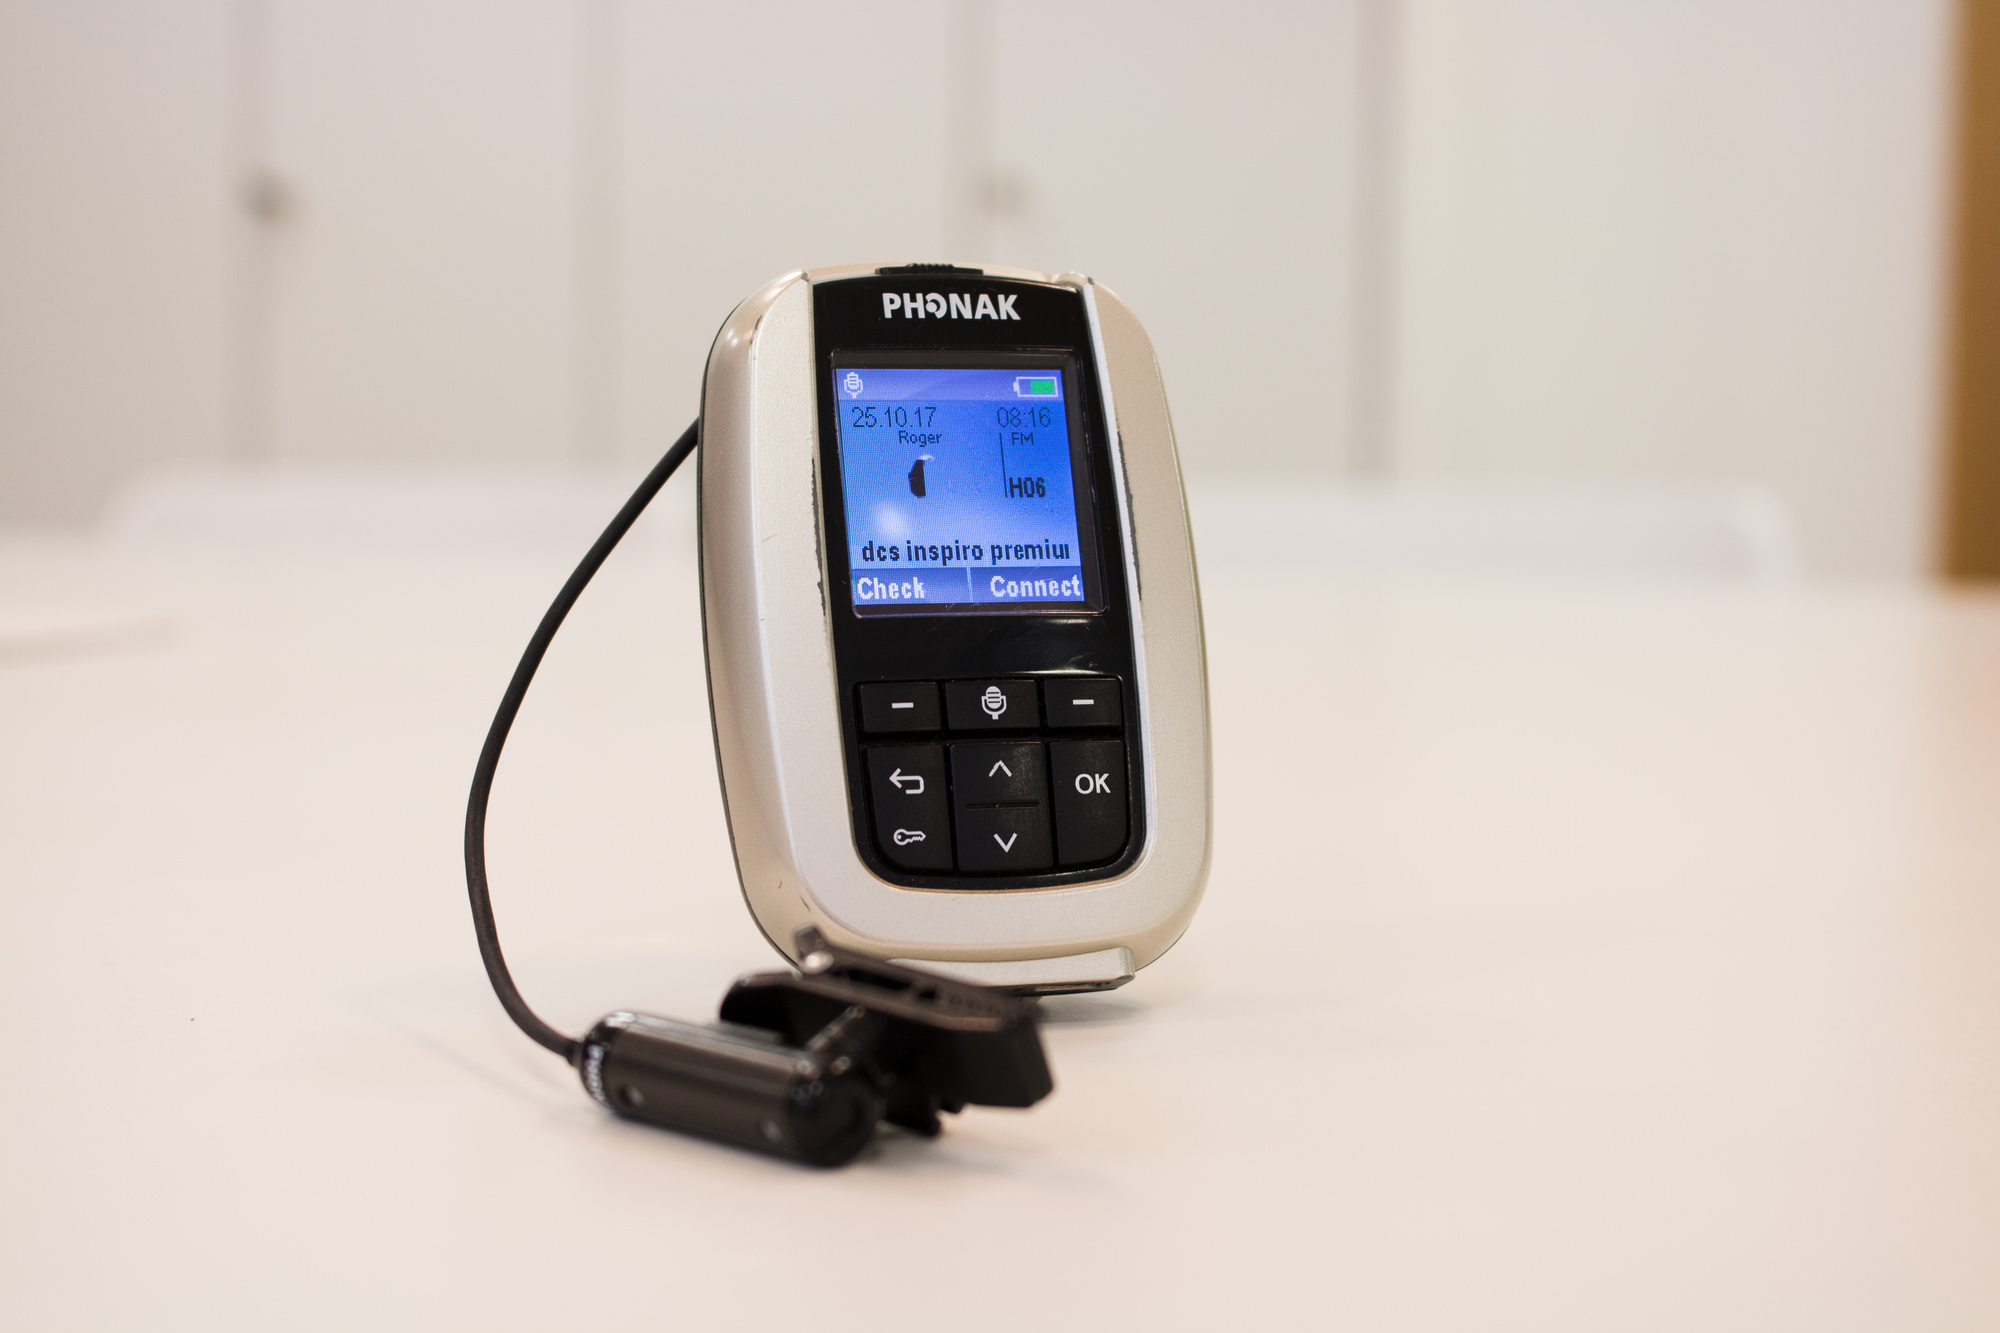 PHONAK
25.10.17 08:16
Roger FM
H06
dcs inspiro premiu
Check Connect
OK